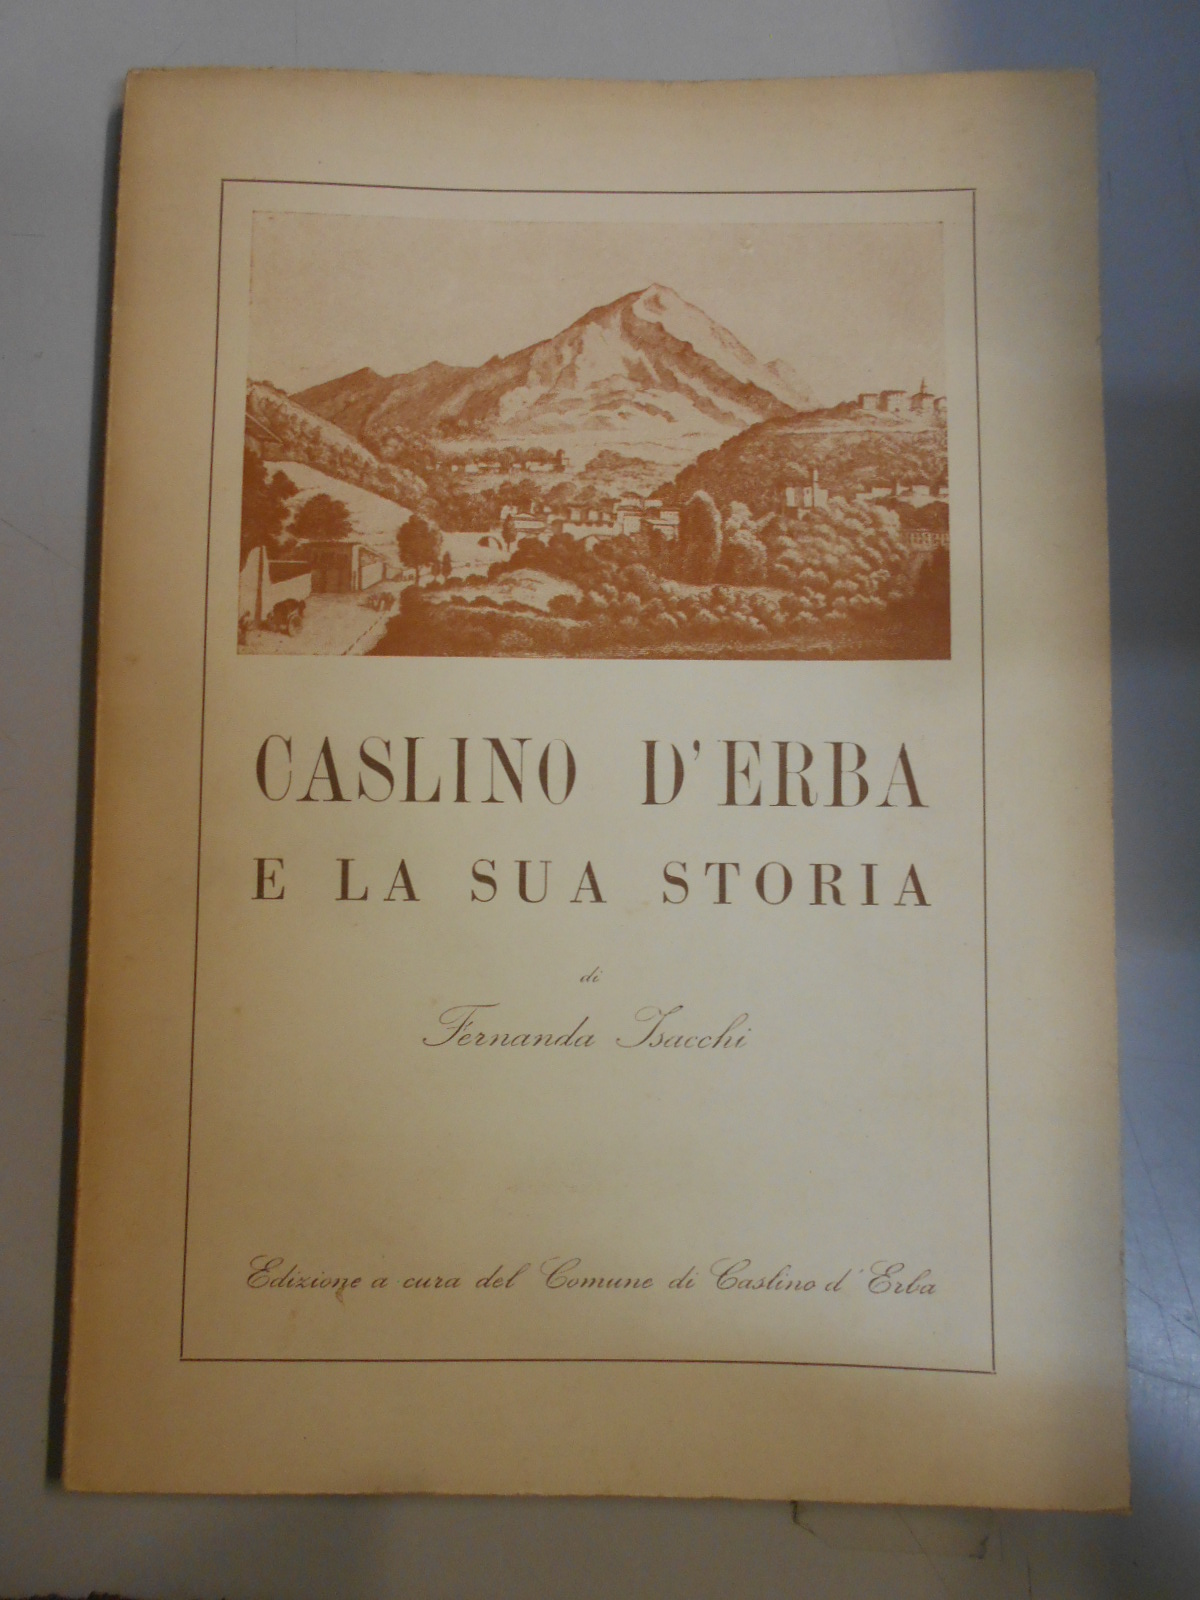 CASLINO D'ERBA
E LA SUA STORIA
di
Fernanda Isacchi
Edizione a cura del Comune di Caslino d'Erba